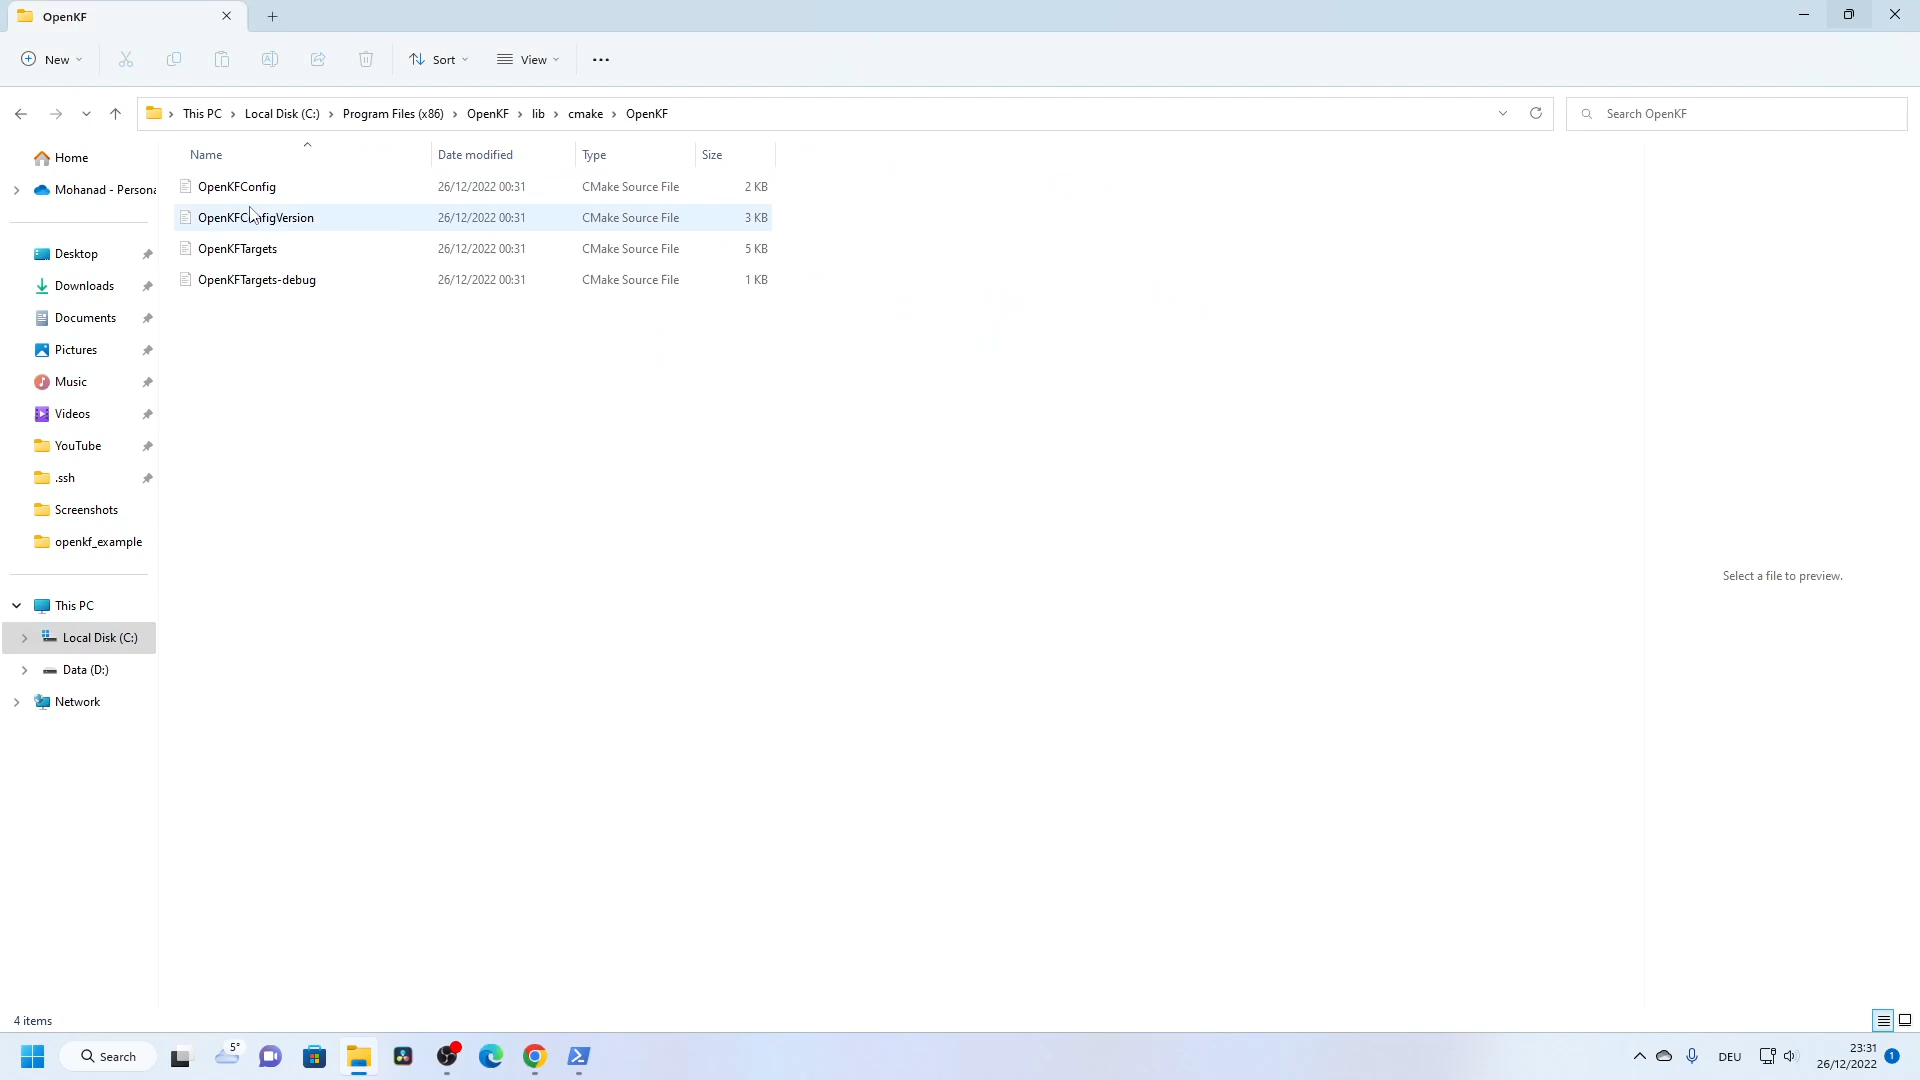 OpenKF
New
Sort
View
This PC
Local Disk (C:)
Program Files (x86)
OpenKF
lib
cmake
OpenKF
Search OpenKF
Name
Date modified
Type
Size
OpenKFConfig
26/12/2022 00:31
CMake Source File
2 KB
OpenKFConfigVersion
26/12/2022 00:31
CMake Source File
3 KB
OpenKFTargets
26/12/2022 00:31
CMake Source File
5 KB
OpenKFTargets-debug
26/12/2022 00:31
CMake Source File
1 KB
Home
Mohanad - Persona
Desktop
Downloads
Documents
Pictures
Music
Videos
YouTube
.ssh
Screenshots
openkf_example
This PC
Local Disk (C:)
Data (D:)
Network
Select a file to preview.
4 items
Search
5°
DEU
23:31
26/12/2022
1